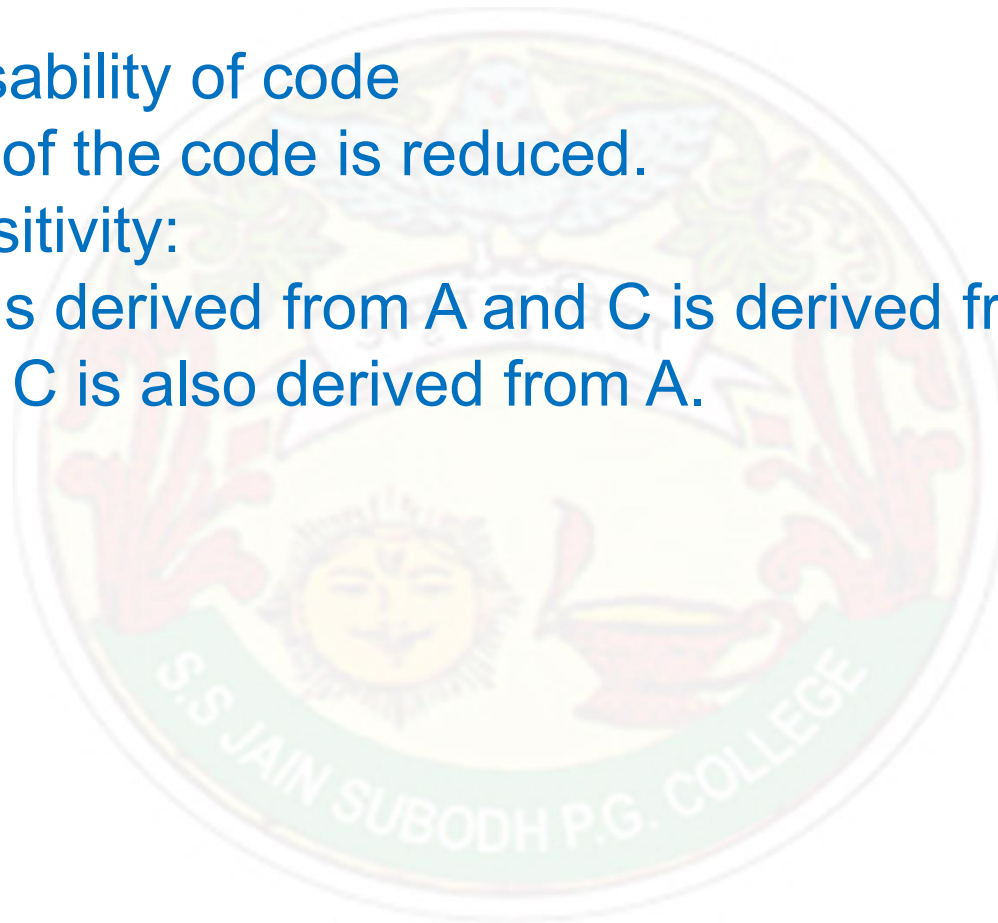 sability of code
of the code is reduced.
sitivity:
s derived from A and C is derived fr
C is also derived from A.
S.S JAIN SUBODH P.G. COLLEGE